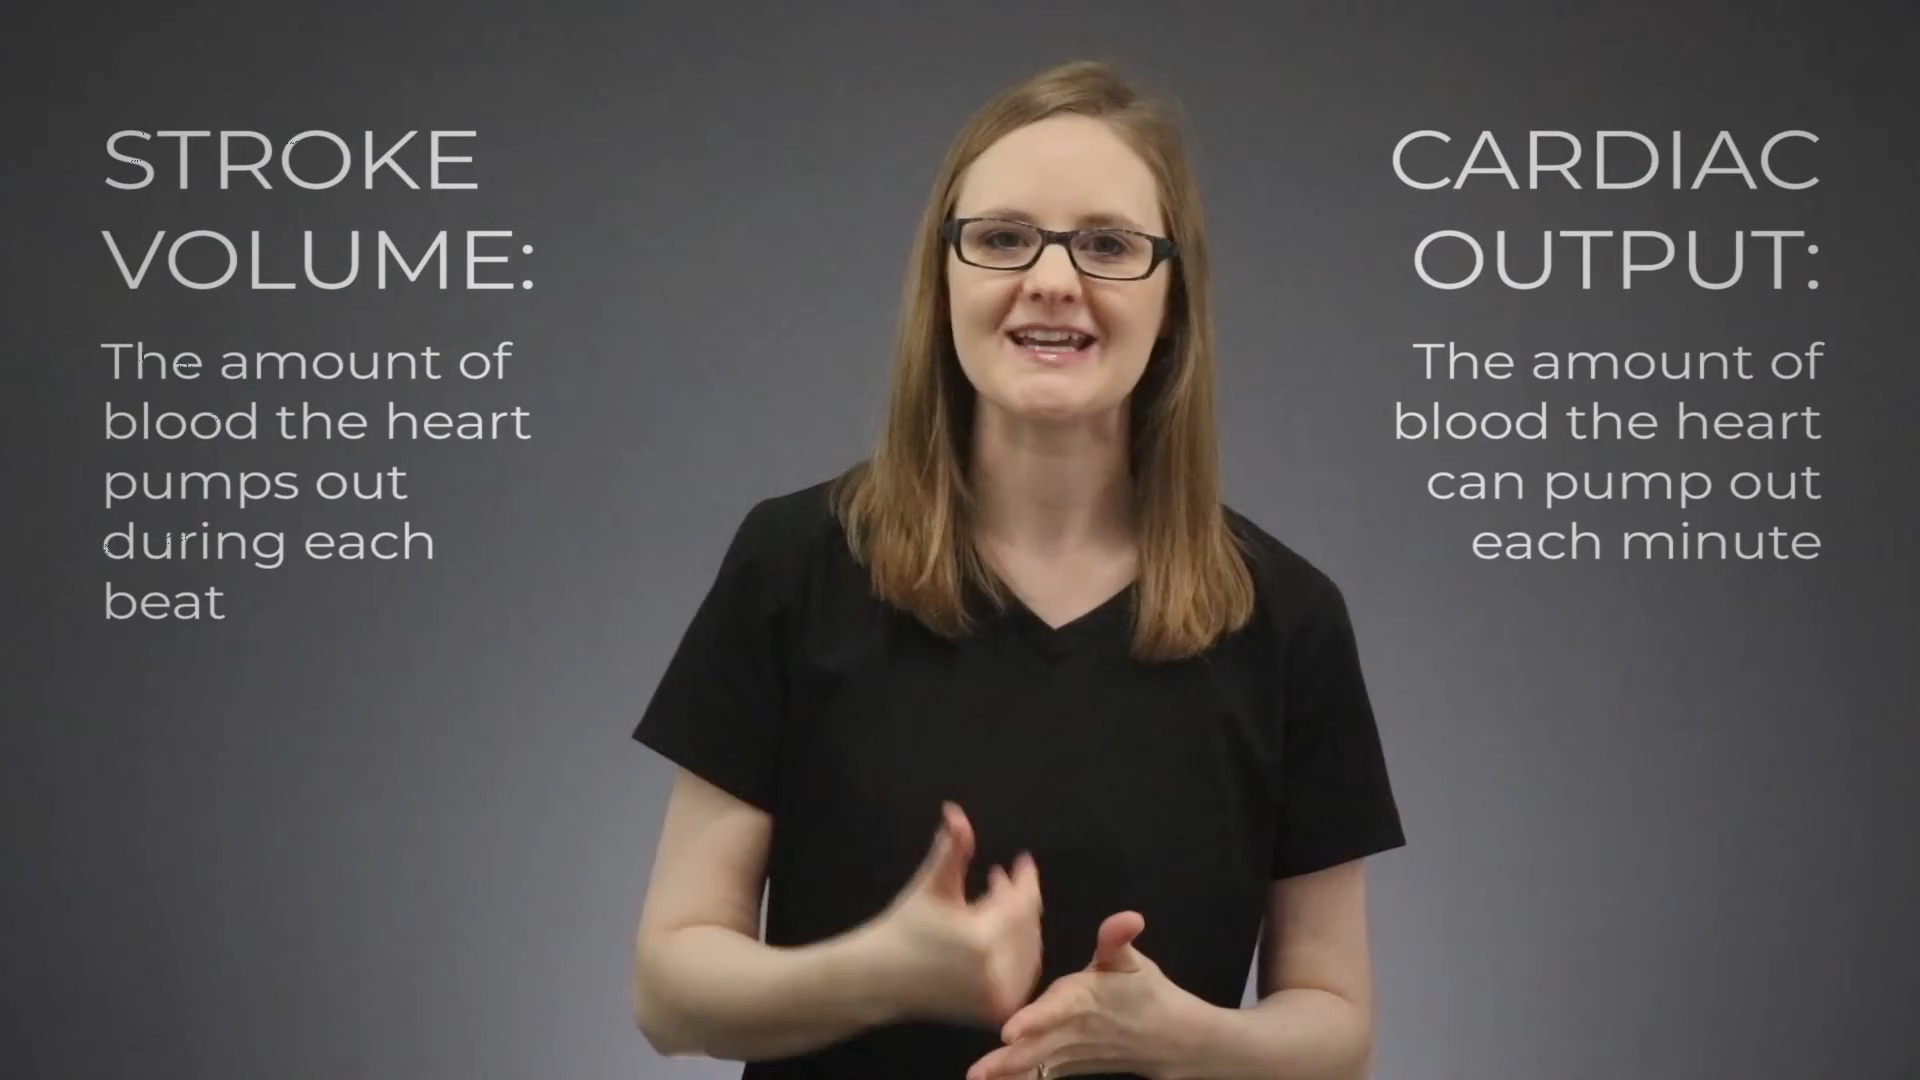 STROKE
VOLUME:
The amount of
blood the heart
pumps out
during each
beat
CARDIAC
OUTPUT:
The amount of
blood the heart
can pump out
each minute